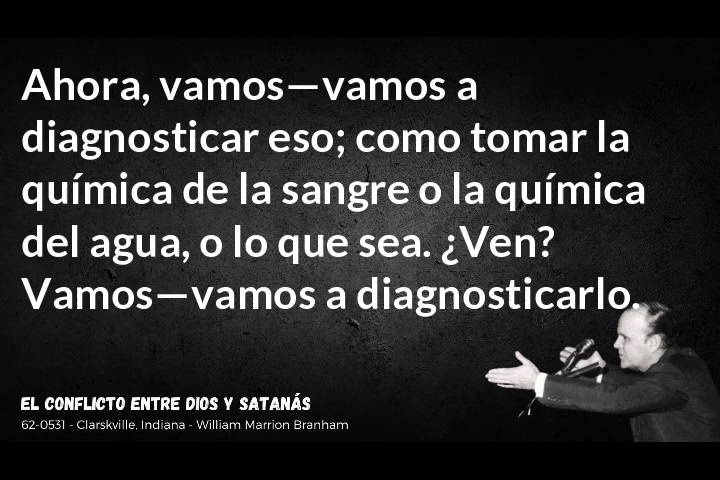 Ahora, vamos—vamos a
diagnosticar eso; como tomar la
química de la sangre o la química
del agua, o lo que sea. ¿Ven?
Vamos—vamos a diagnosticarlo.
EL CONFLICTO ENTRE DIOS Y SATANÁS
62-0531 - Clarskville, Indiana - William Marrion Branham